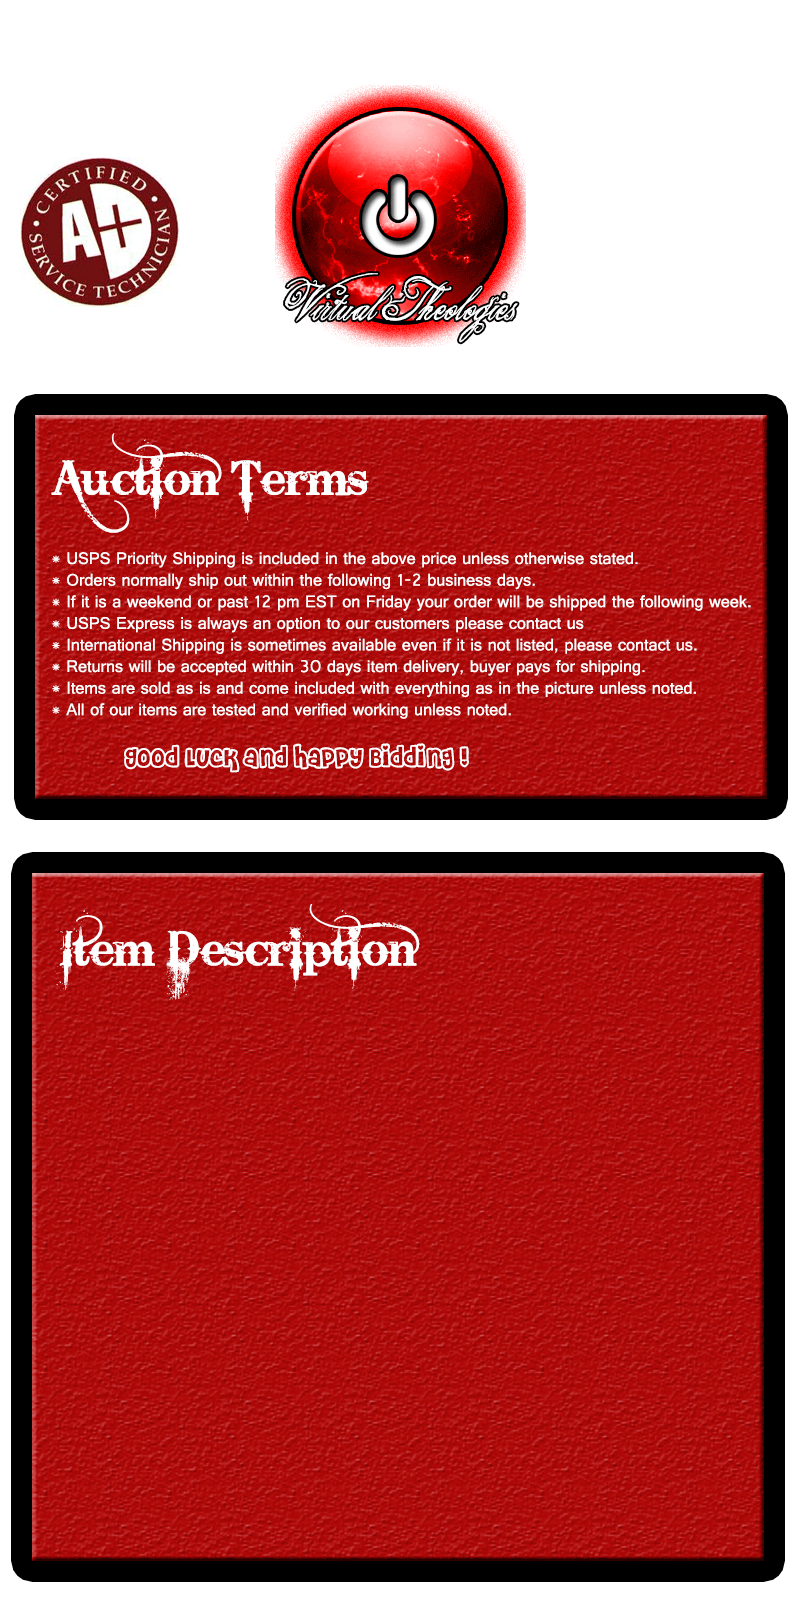 CERTIFIED
A+
SERVICE TECHNICIAN
Virtual Theologies
Auction Terms
* USPS Priority Shipping is included in the above price unless otherwise stated.
* Orders normally ship out within the following 1-2 business days.
* If it is a weekend or past 12 pm EST on Friday your order will be shipped the following week.
* USPS Express is always an option to our customers please contact us
* International Shipping is sometimes available even if it is not listed, please contact us.
* Returns will be accepted within 30 days item delivery, buyer pays for shipping.
* Items are sold as is and come included with everything as in the picture unless noted.
* All of our items are tested and verified working unless noted.
good Luck and happy Bidding !
Item Description